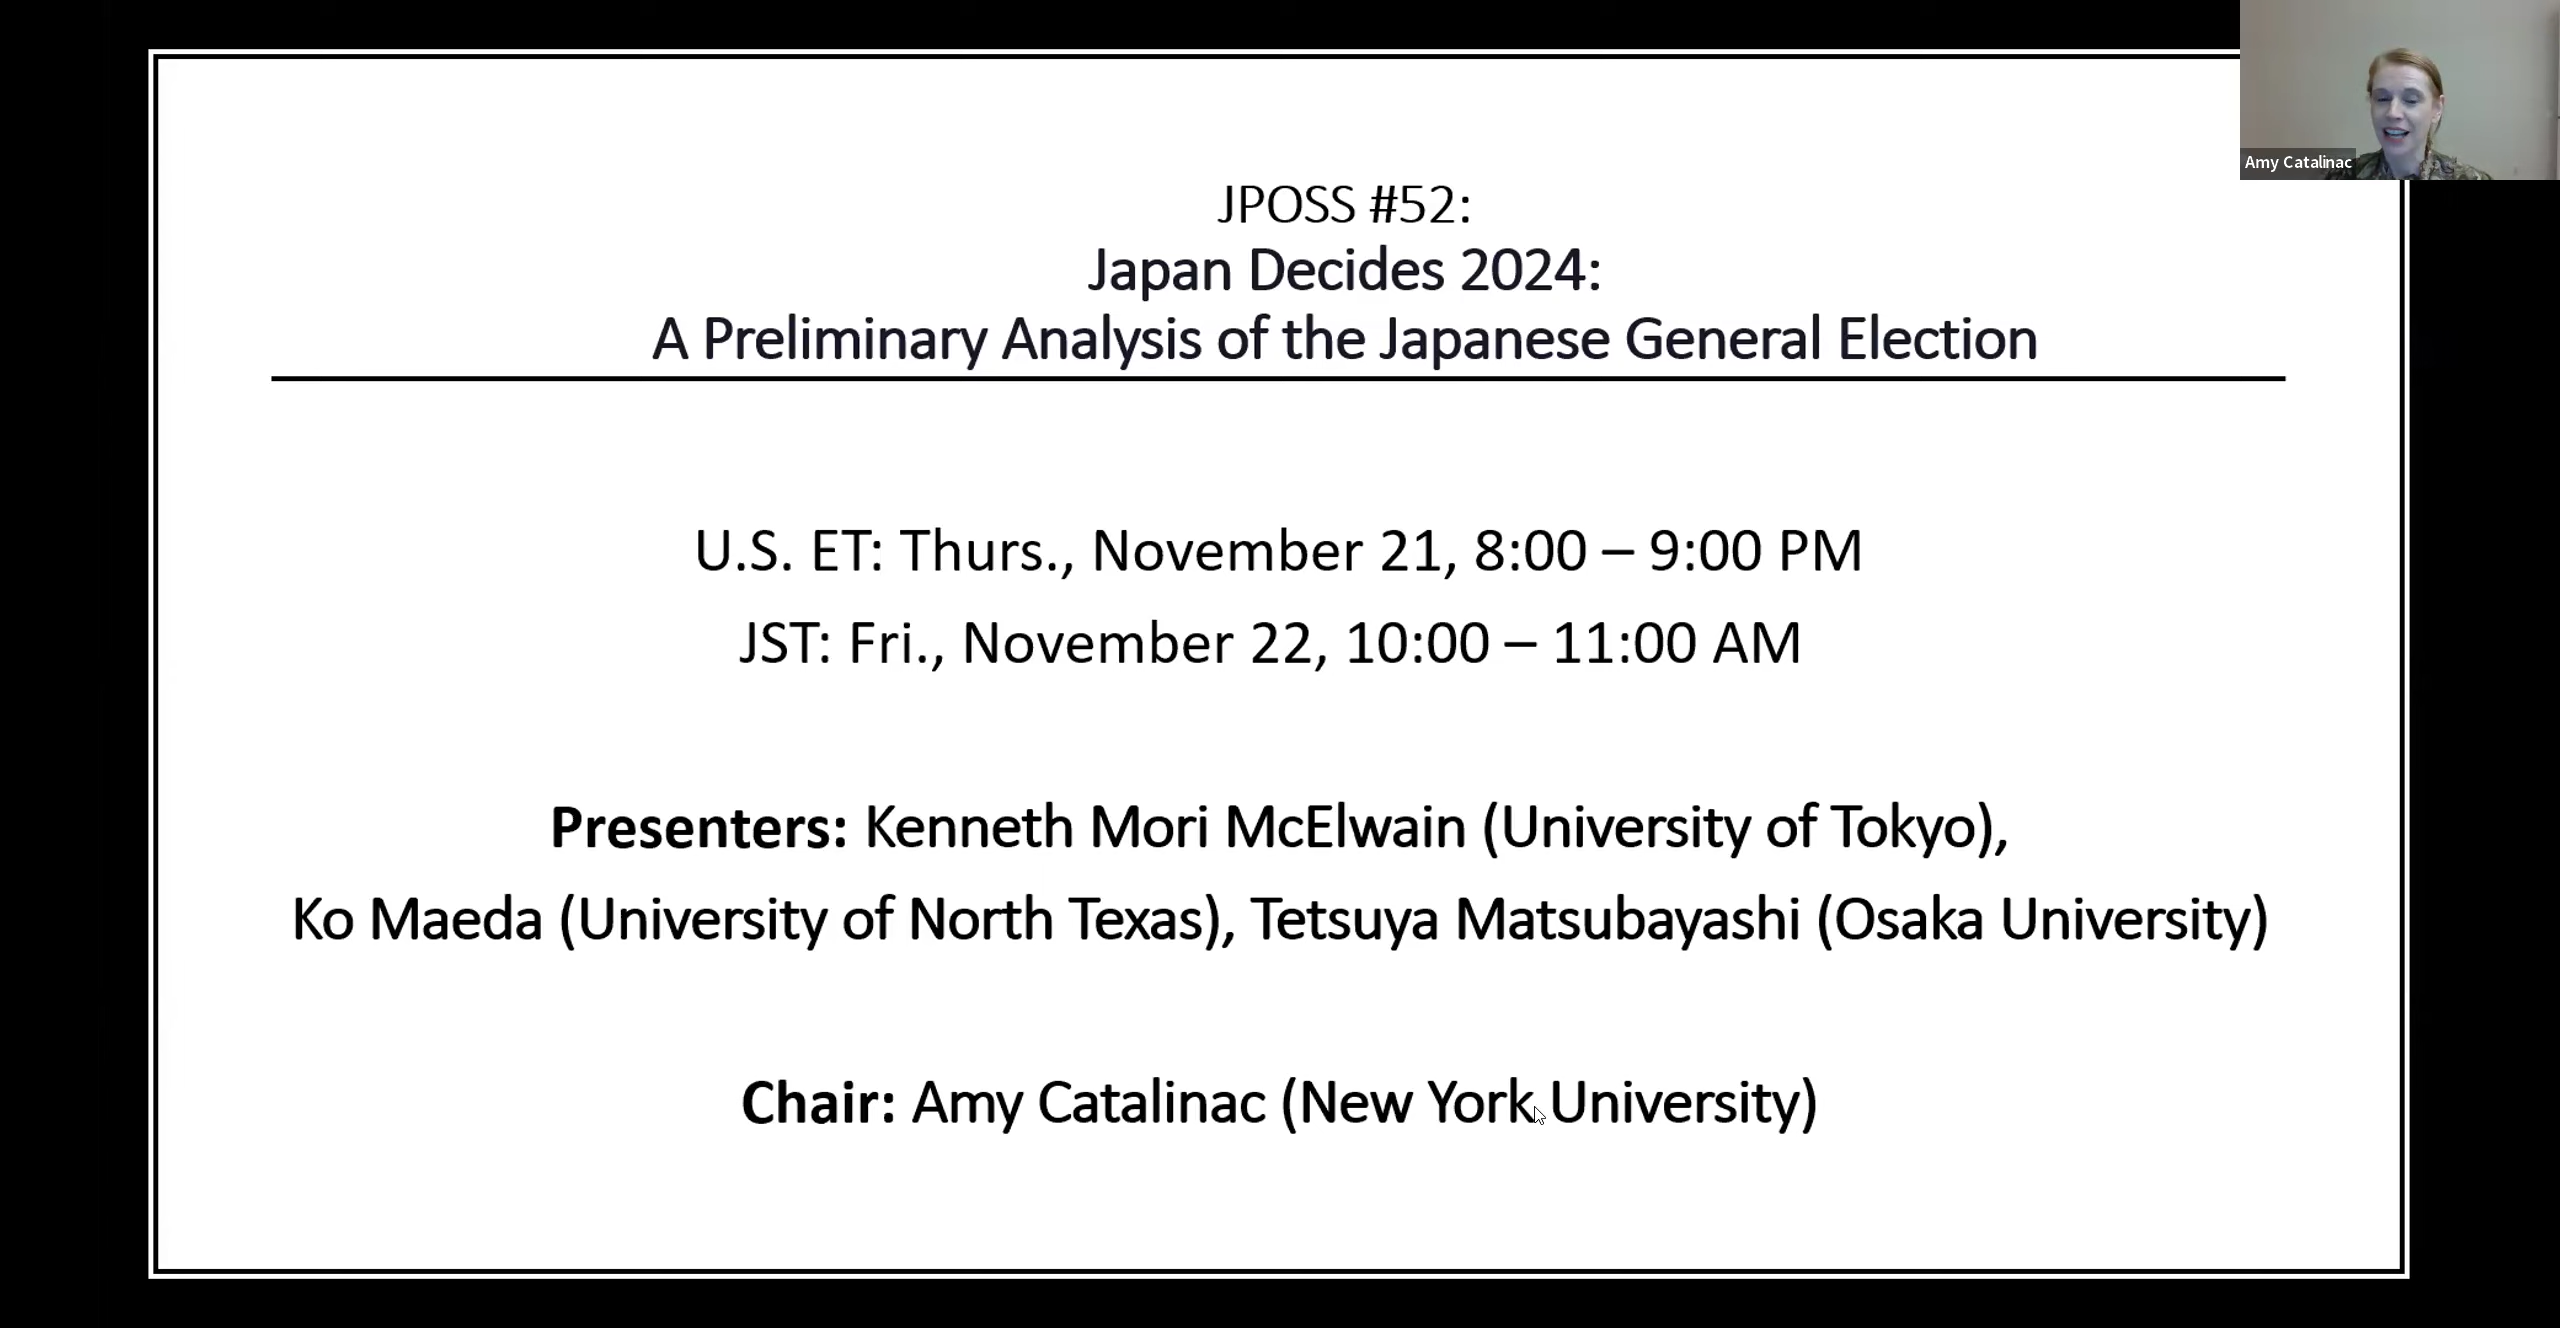 JPOSS #52:
Japan Decides 2024:
A Preliminary Analysis of the Japanese General Election
U.S. ET: Thurs., November 21, 8:00 – 9:00 PM
JST: Fri., November 22, 10:00 – 11:00 AM
Presenters: Kenneth Mori McElwain (University of Tokyo),
Ko Maeda (University of North Texas), Tetsuya Matsubayashi (Osaka University)
Chair: Amy Catalinac (New York University)
Amy Catalinac